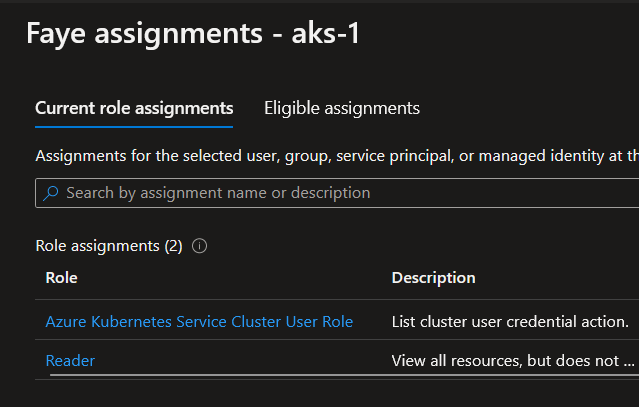 Faye assignments - aks-1
Current role assignments Eligible assignments
Assignments for the selected user, group, service principal, or managed identity at
Search by assignment name or description
Role assignments (2)
Role Description
Azure Kubernetes Service Cluster User Role List cluster user credential action.
Reader View all resources, but does not ...